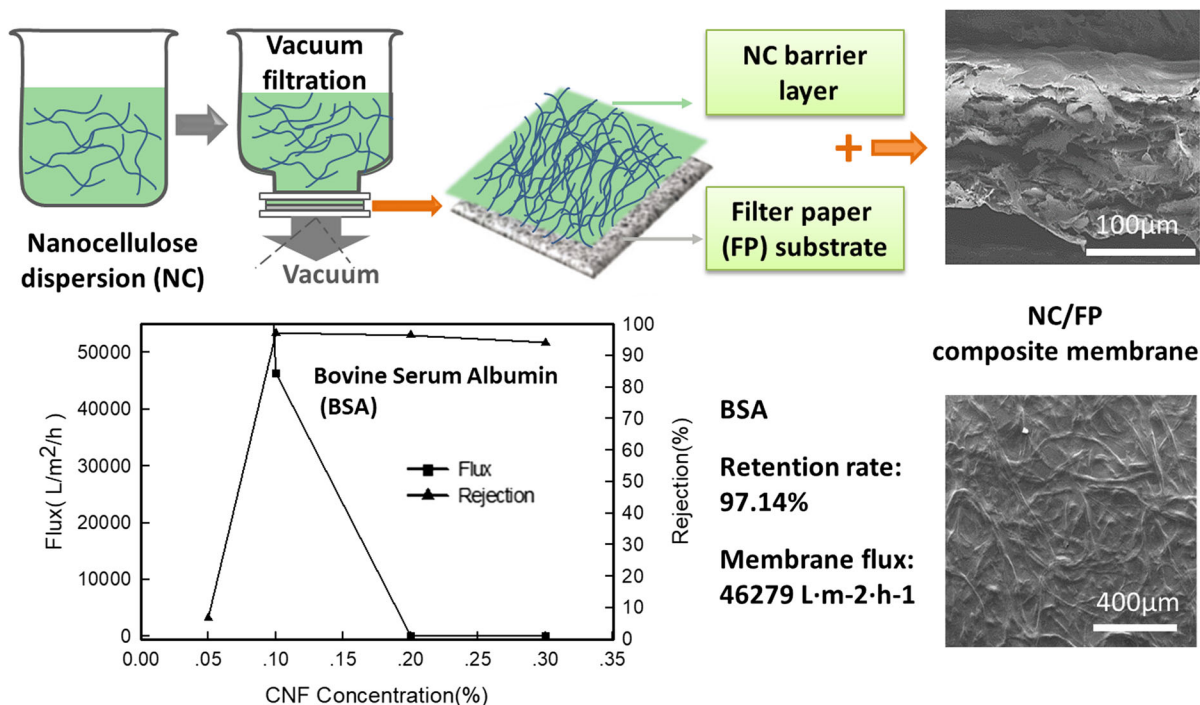 Vacuum
filtration
Nanocellulose
dispersion (NC)
Vacuum
NC barrier
layer
Filter paper
(FP) substrate
+
100μm
NC/FP
composite membrane
400μm
Bovine Serum Albumin
(BSA)
Flux
Rejection
Flux( L/m²/h)
50000
40000
30000
20000
10000
0
Rejection(%)
100
90
80
70
60
50
40
30
20
10
0
0.00
.05
.10
.15
.20
.25
.30
.35
CNF Concentration(%)
BSA
Retention rate:
97.14%
Membrane flux:
46279 L·m-2·h-1